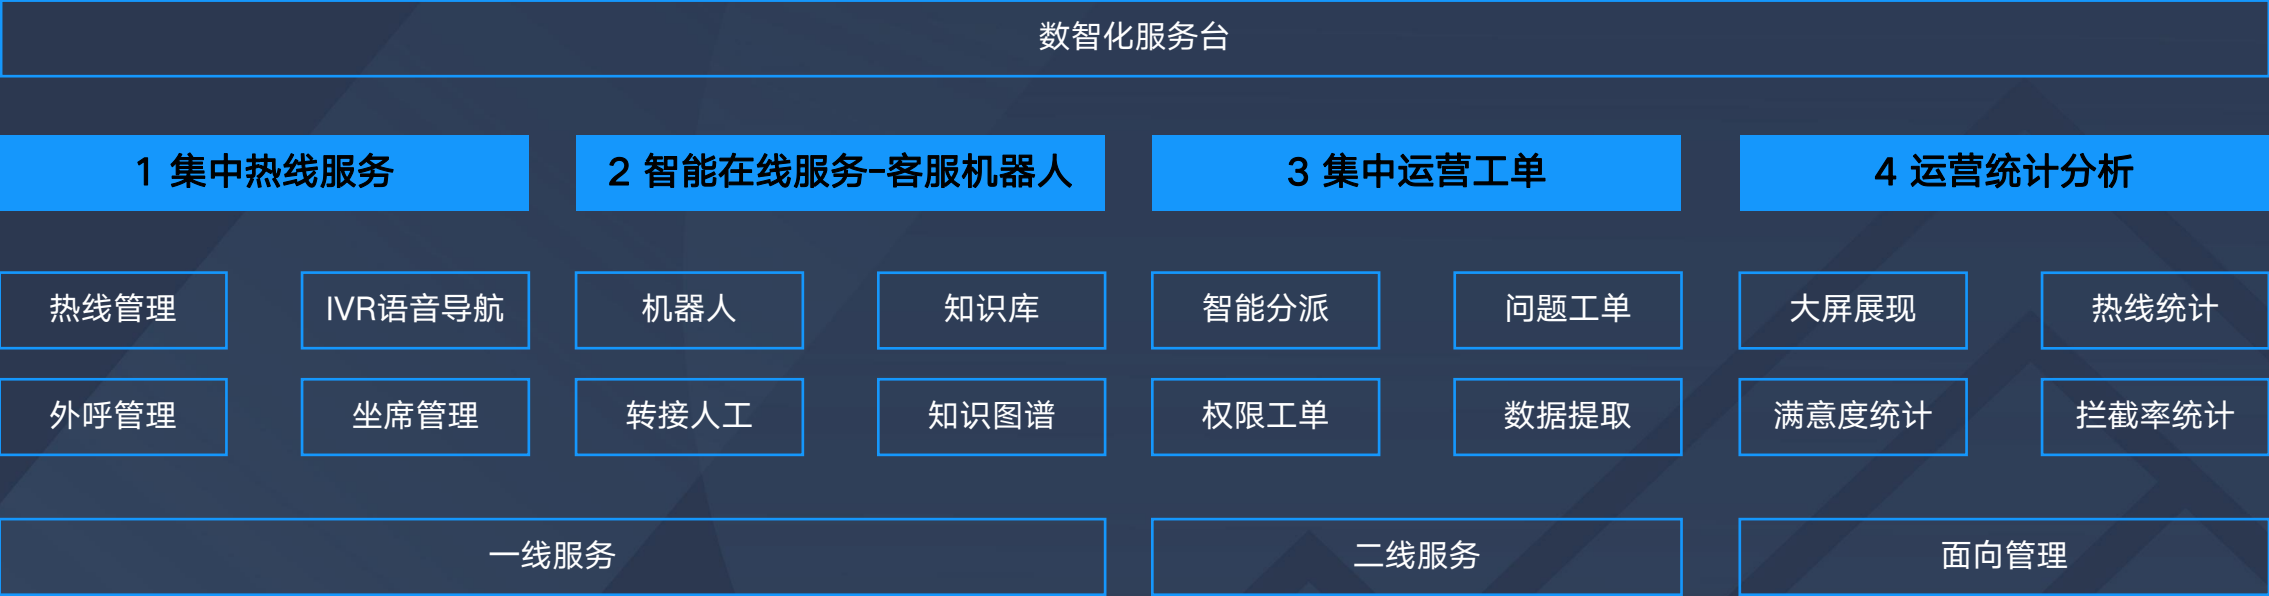 数智化服务台
1 集中热线服务
2 智能在线服务-客服机器人
3 集中运营工单
4 运营统计分析
热线管理
IVR语音导航
机器人
知识库
智能分派
问题工单
大屏展现
热线统计
外呼管理
坐席管理
转接人工
知识图谱
权限工单
数据提取
满意度统计
拦截率统计
一线服务
二线服务
面向管理